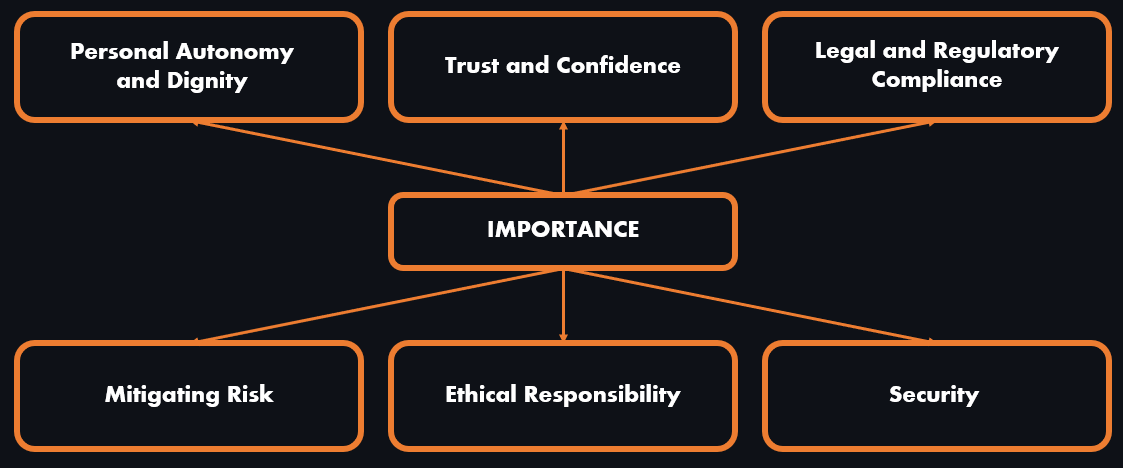 Personal Autonomy
and Dignity
Trust and Confidence
Legal and Regulatory
Compliance
IMPORTANCE
Mitigating Risk
Ethical Responsibility
Security